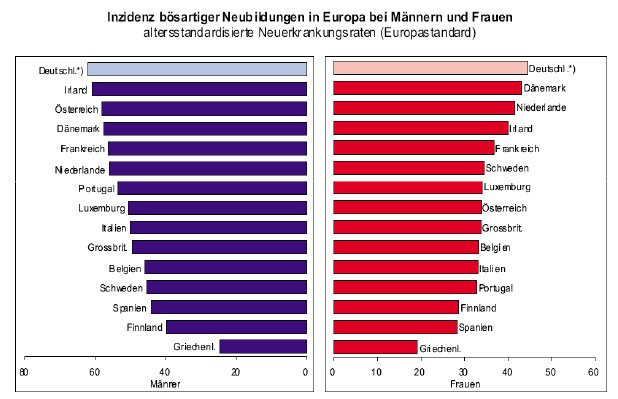 Inzidenz bösartiger Neubildungen in Europa bei Männern und Frauen
altersstandardisierte Neuerkrankungsraten (Europastandard)
Deutschl.*)
Irland
Österreich
Dänemark
Frankreich
Niederlande
Portugal
Luxemburg
Italien
Grossbrit.
Belgien
Schweden
Spanien
Finnland
Griechenl.
80 60 40 20 0
Männer
Deutschl.*)
Dänemark
Niederlande
Irland
Frankreich
Schweden
Luxemburg
Österreich
Grossbrit.
Belgien
Italien
Portugal
Finnland
Spanien
Griechenl.
0 10 20 30 40 50 60
Frauen